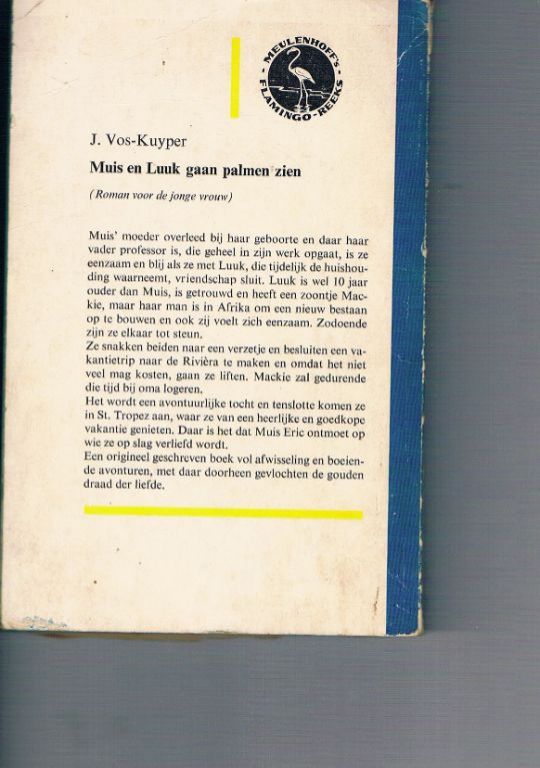 MEULENHOFF's
FLAMINGO-REEKS
J. Vos-Kuyper
Muis en Luuk gaan palmen zien
(Roman voor de jonge vrouw)
Muis' moeder overleed bij haar geboorte en daar haar
vader professor is, die geheel in zijn werk opgaat, is ze
eenzaam en blij als ze met Luuk, die tijdelijk de huishou-
ding waarneemt, vriendschap sluit. Luuk is wel 10 jaar
ouder dan Muis, is getrouwd en heeft een zoontje Mac-
kie, maar haar man is in Afrika om een nieuw bestaan
op te bouwen en ook zij voelt zich eenzaam. Zodoende
zijn ze elkaar tot steun.
Ze snakken beiden naar een verzetje en besluiten een va-
kantietrip naar de Rivièra te maken en omdat het niet
veel mag kosten, gaan ze liften. Mackie zal gedurende
die tijd bij oma logeren.
Het wordt een avontuurlijke tocht en tenslotte komen ze
in St. Tropez aan, waar ze van een heerlijke en goedkope
vakantie genieten. Daar is het dat Muis Eric ontmoet op
wie ze op slag verliefd wordt.
Een origineel geschreven boek vol afwisseling en boeien-
de avonturen, met daar doorheen gevlochten de gouden
draad der liefde.